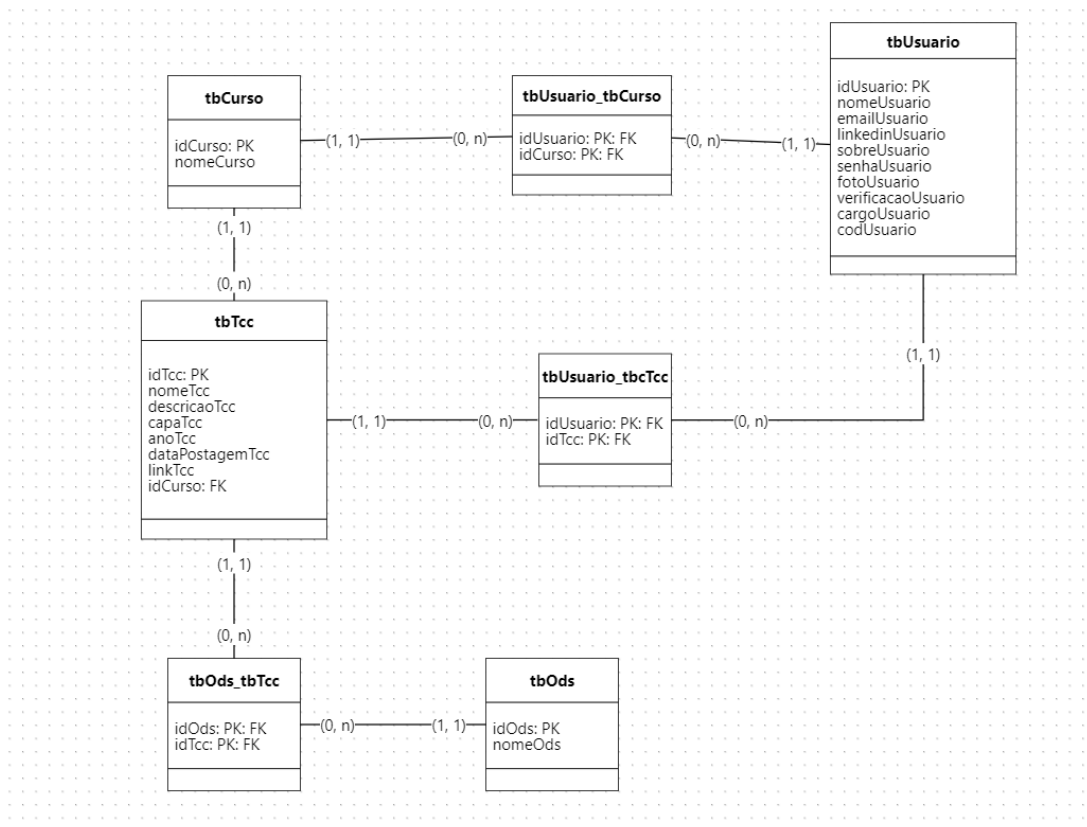 tbUsuario
idUsuario: PK
nomeUsuario
emailUsuario
linkedinUsuario
sobreUsuario
senhaUsuario
fotoUsuario
verificacaoUsuario
cargoUsuario
codUsuario
tbCurso
idCurso: PK
nomeCurso
(1, 1)
(0, n)
tbUsuario_tbCurso
idUsuario: PK: FK
idCurso: PK: FK
(0, n)
(1, 1)
(1, 1)
(0, n)
tbTcc
idTcc: PK
nomeTcc
descricaoTcc
capaTcc
anoTcc
dataPostagemTcc
linkTcc
idCurso: FK
(1, 1)
(0, n)
tbUsuario_tbcTcc
idUsuario: PK: FK
idTcc: PK: FK
(0, n)
(1, 1)
(1, 1)
(0, n)
tbOds_tbTcc
idOds: PK: FK
idTcc: PK: FK
(0, n)
(1, 1)
tbOds
idOds: PK
nomeOds